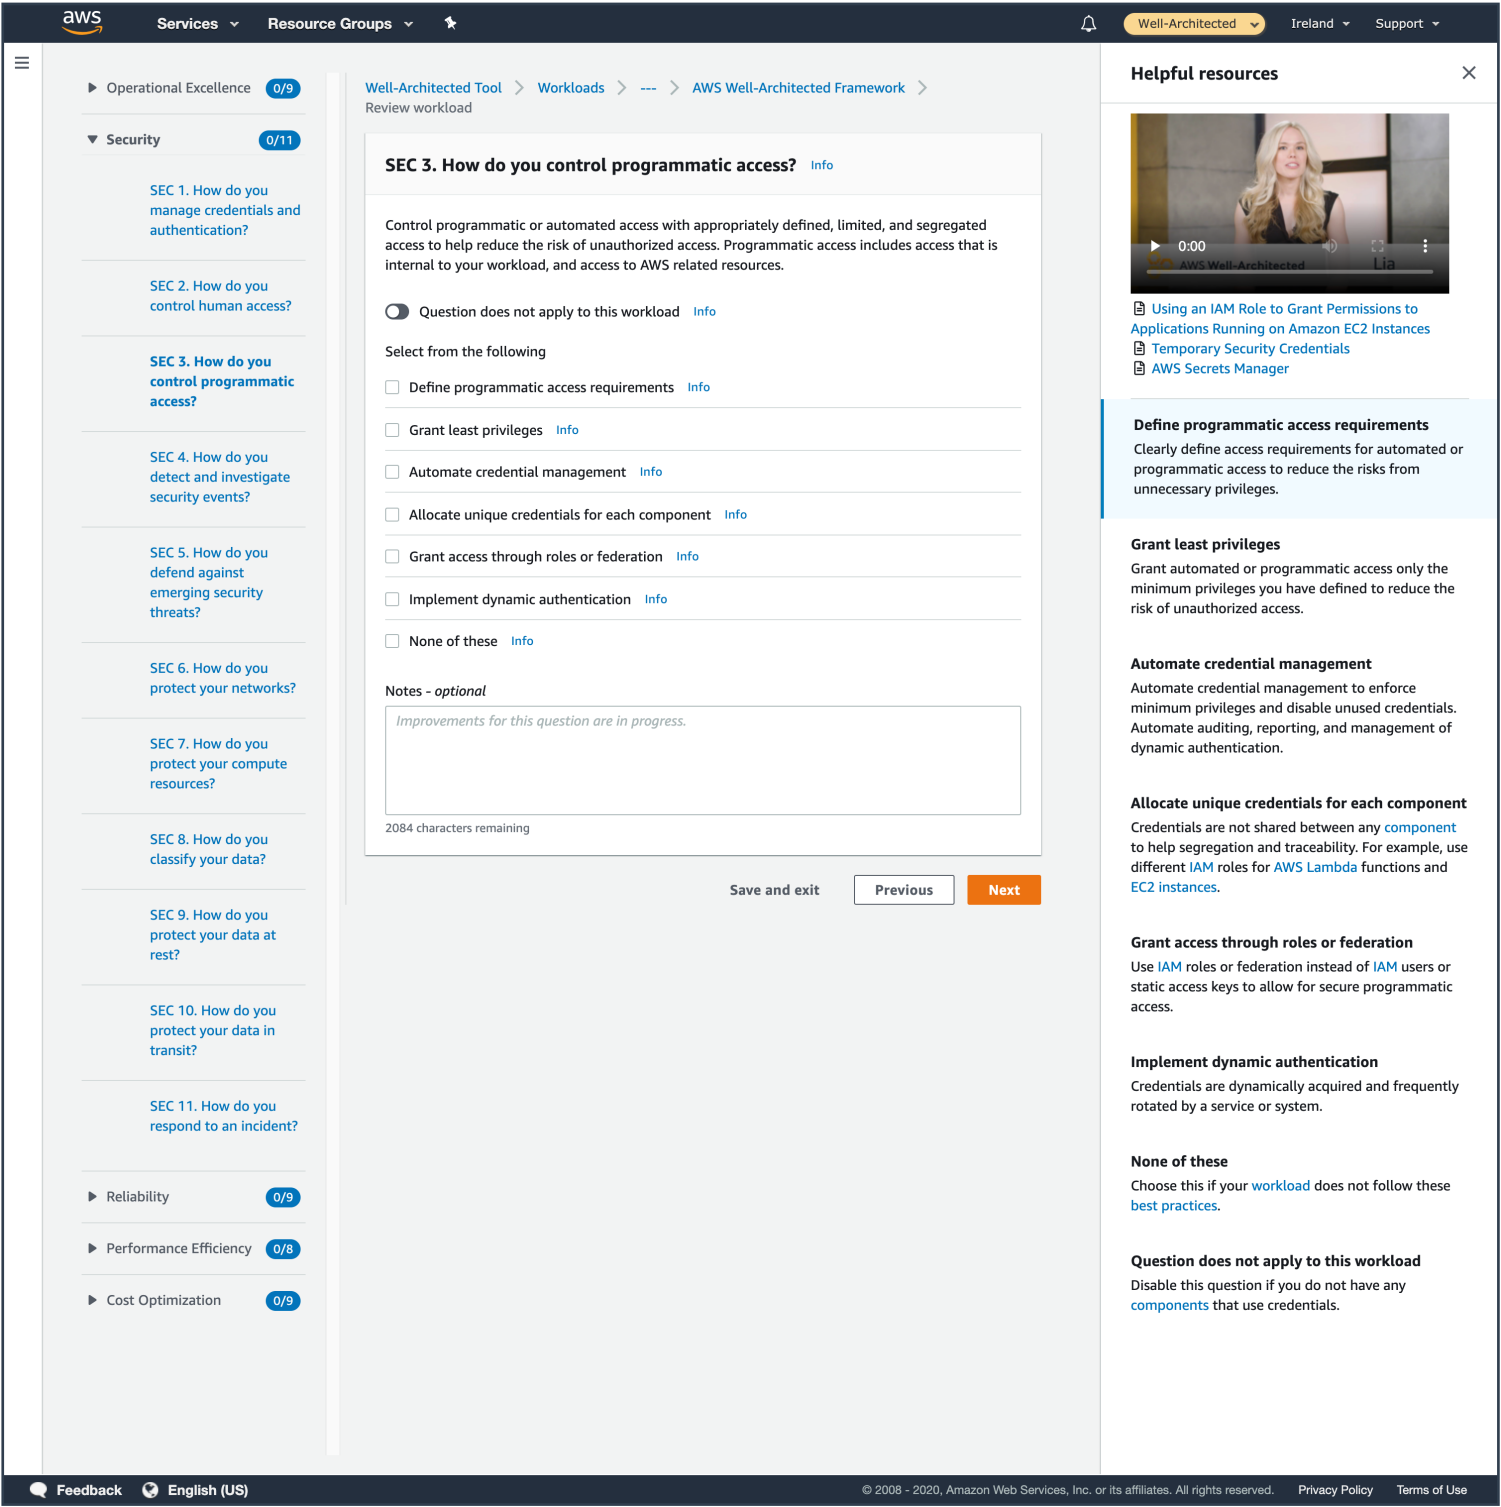 aws
Services
Resource Groups
Well-Architected
Ireland
Support
Operational Excellence 0/9
Security 0/11
SEC 1. How do you
manage credentials and
authentication?
SEC 2. How do you
control human access?
SEC 3. How do you
control programmatic
access?
SEC 4. How do you
detect and investigate
security events?
SEC 5. How do you
defend against
emerging security
threats?
SEC 6. How do you
protect your networks?
SEC 7. How do you
protect your compute
resources?
SEC 8. How do you
classify your data?
SEC 9. How do you
protect your data at
rest?
SEC 10. How do you
protect your data in
transit?
SEC 11. How do you
respond to an incident?
Reliability 0/9
Performance Efficiency 0/8
Cost Optimization 0/9
Well-Architected Tool
Workloads
---
AWS Well-Architected Framework
Review workload
SEC 3. How do you control programmatic access? Info
Control programmatic or automated access with appropriately defined, limited, and segregated
access to help reduce the risk of unauthorized access. Programmatic access includes access that is
internal to your workload, and access to AWS related resources.
Question does not apply to this workload Info
Select from the following
Define programmatic access requirements Info
Grant least privileges Info
Automate credential management Info
Allocate unique credentials for each component Info
Grant access through roles or federation Info
Implement dynamic authentication Info
None of these Info
Notes - optional
Improvements for this question are in progress.
2084 characters remaining
Save and exit
Previous
Next
Helpful resources
0:00
AWS Well-Architected
Lia
Using an IAM Role to Grant Permissions to
Applications Running on Amazon EC2 Instances
Temporary Security Credentials
AWS Secrets Manager
Define programmatic access requirements
Clearly define access requirements for automated or
programmatic access to reduce the risks from
unnecessary privileges.
Grant least privileges
Grant automated or programmatic access only the
minimum privileges you have defined to reduce the
risk of unauthorized access.
Automate credential management
Automate credential management to enforce
minimum privileges and disable unused credentials.
Automate auditing, reporting, and management of
dynamic authentication.
Allocate unique credentials for each component
Credentials are not shared between any component
to help segregation and traceability. For example, use
different IAM roles for AWS Lambda functions and
EC2 instances.
Grant access through roles or federation
Use IAM roles or federation instead of IAM users or
static access keys to allow for secure programmatic
access.
Implement dynamic authentication
Credentials are dynamically acquired and frequently
rotated by a service or system.
None of these
Choose this if your workload does not follow these
best practices.
Question does not apply to this workload
Disable this question if you do not have any
components that use credentials.
Feedback
English (US)
© 2008 - 2020, Amazon Web Services, Inc. or its affiliates. All rights reserved.
Privacy Policy
Terms of Use